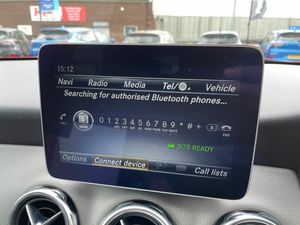 15:12
Navi Radio Media Tel/ Vehicle
Searching for authorised Bluetooth phones...
0 1 2 3 4 5 6 7 8 9 * # +
SOS READY
Options Connect device Call lists